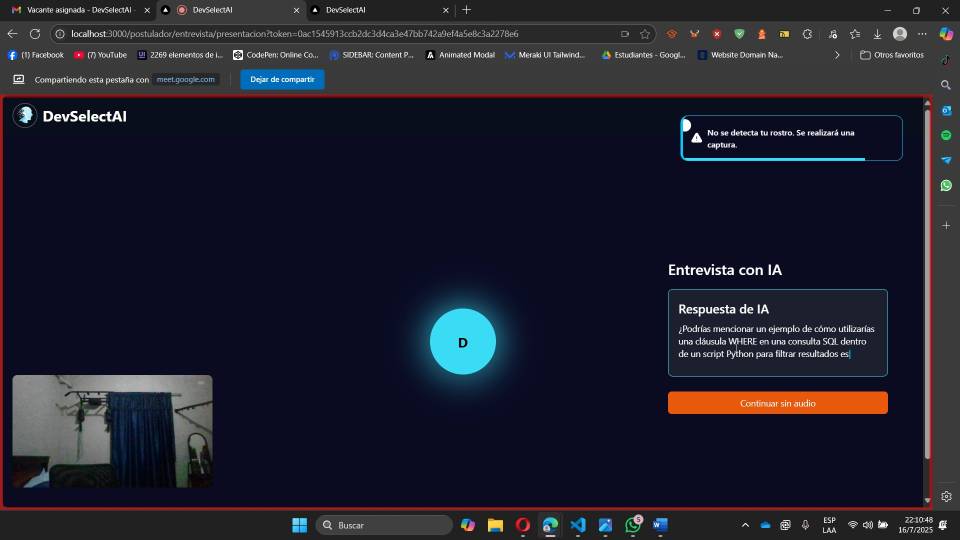 Vacante asignada - DevSelectAI -
DevSelectAI
DevSelectAI
localhost:3000/postulador/entrevista/presentacion?token=0ac1545913ccb2dc3d4ca3e47bb742a9ef4a5e8c3a2278e6
(1) Facebook
(7) YouTube
2269 elementos de i...
CodePen: Online Co...
SIDEBAR: Content P...
Animated Modal
Meraki UI Tailwind...
Estudiantes - Googl...
Website Domain Na...
Otros favoritos
Compartiendo esta pestaña con meet.google.com
Dejar de compartir
DevSelectAI
No se detecta tu rostro. Se realizará una
captura.
Entrevista con IA
Respuesta de IA
¿Podrías mencionar un ejemplo de cómo utilizarías
una cláusula WHERE en una consulta SQL dentro
de un script Python para filtrar resultados es
D
Continuar sin audio
Buscar
5
ESP
LAA
22:10:48
16/7/2025